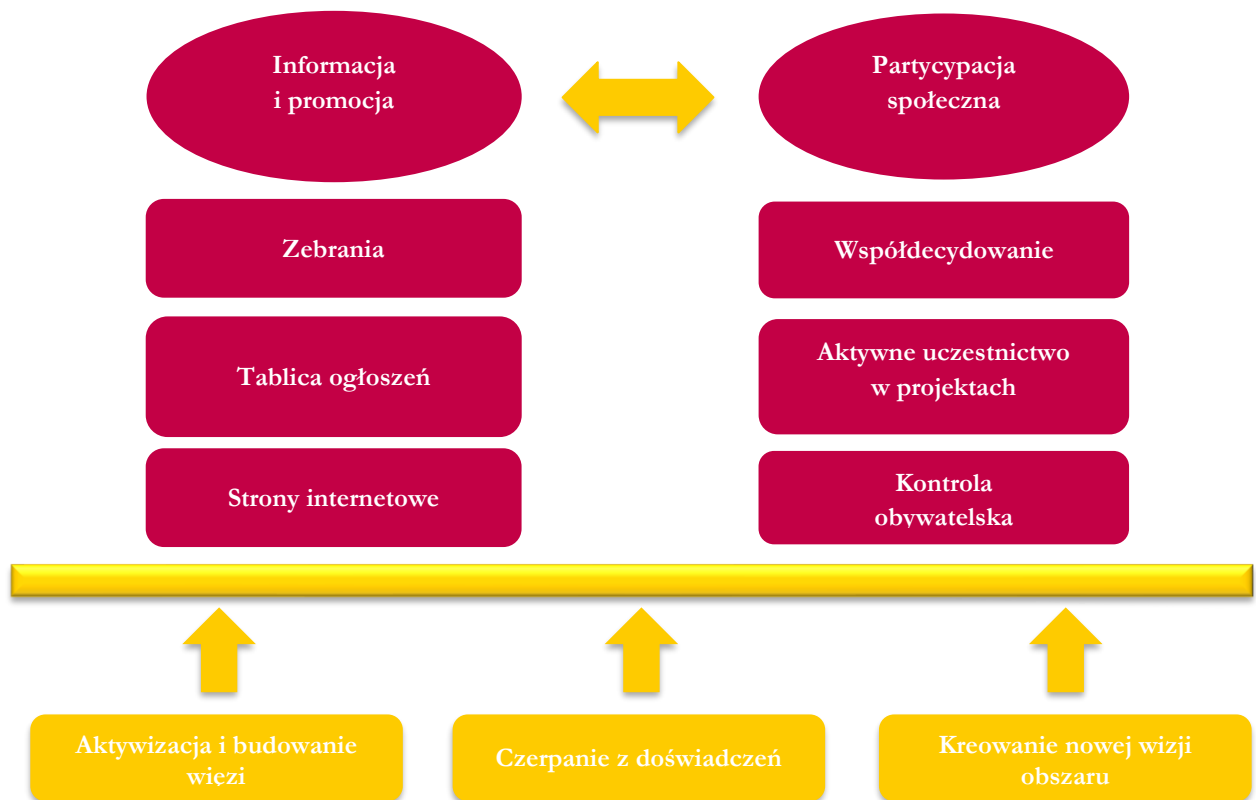 Informacja
i promocja
Partycypacja
społeczna
Zebrania
Współdecydowanie
Tablica ogłoszeń
Aktywne uczestnictwo
w projektach
Strony internetowe
Kontrola
obywatelska
Aktywizacja i budowanie
więzi
Czerpanie z doświadczeń
Kreowanie nowej wizji
obszaru